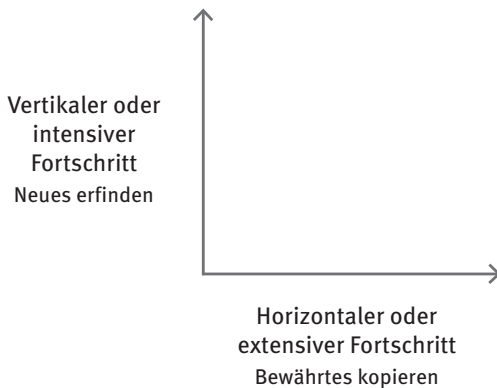 Vertikaler oder
intensiver
Fortschritt
Neues erfinden
Horizontaler oder
extensiver Fortschritt
Bewährtes kopieren